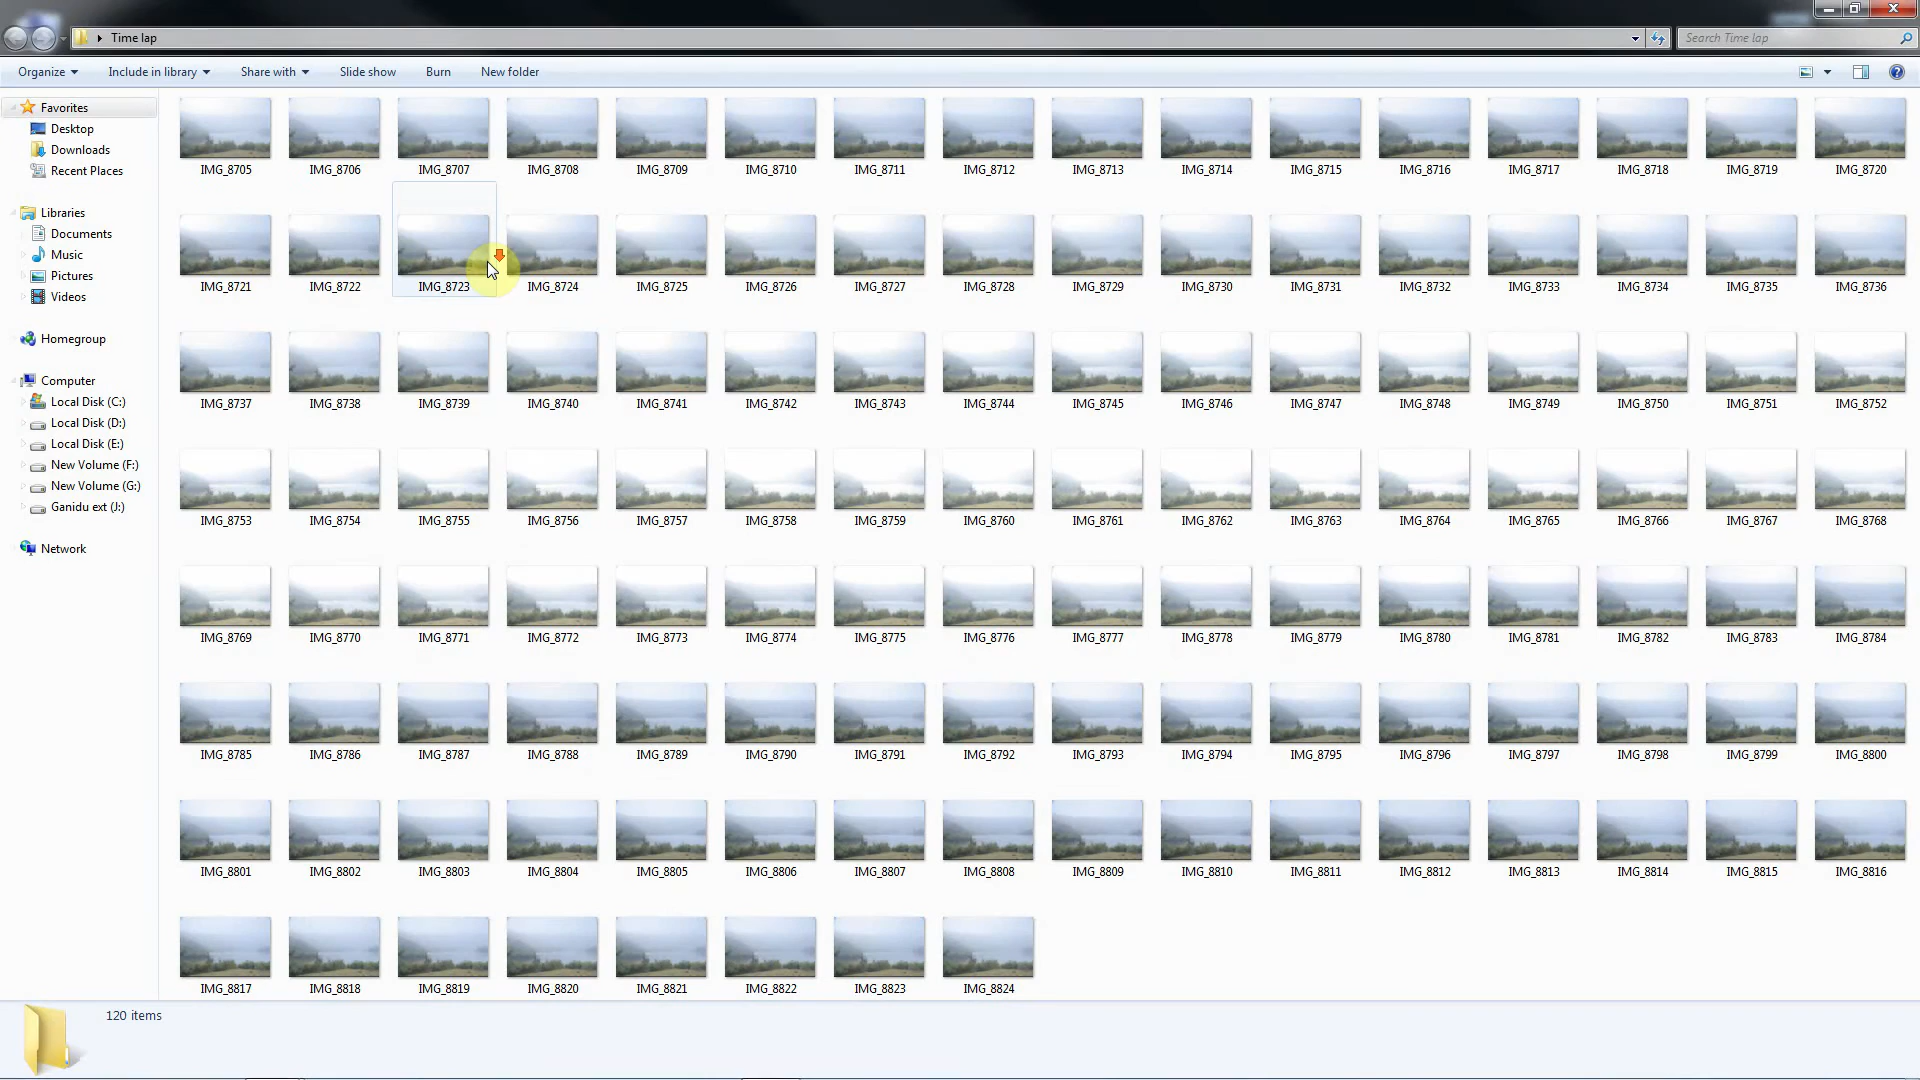 Time lap
Search Time lap
Organize Include in library Share with Slide show Burn New folder
Favorites
Desktop
Downloads
Recent Places
Libraries
Documents
Music
Pictures
Videos
Homegroup
Computer
Local Disk (C:)
Local Disk (D:)
Local Disk (E:)
New Volume (F:)
New Volume (G:)
Ganidu ext (J:)
Network
IMG_8705 IMG_8706 IMG_8707 IMG_8708 IMG_8709 IMG_8710 IMG_8711 IMG_8712 IMG_8713 IMG_8714 IMG_8715 IMG_8716 IMG_8717 IMG_8718 IMG_8719 IMG_8720
IMG_8721 IMG_8722 IMG_8723 IMG_8724 IMG_8725 IMG_8726 IMG_8727 IMG_8728 IMG_8729 IMG_8730 IMG_8731 IMG_8732 IMG_8733 IMG_8734 IMG_8735 IMG_8736
IMG_8737 IMG_8738 IMG_8739 IMG_8740 IMG_8741 IMG_8742 IMG_8743 IMG_8744 IMG_8745 IMG_8746 IMG_8747 IMG_8748 IMG_8749 IMG_8750 IMG_8751 IMG_8752
IMG_8753 IMG_8754 IMG_8755 IMG_8756 IMG_8757 IMG_8758 IMG_8759 IMG_8760 IMG_8761 IMG_8762 IMG_8763 IMG_8764 IMG_8765 IMG_8766 IMG_8767 IMG_8768
IMG_8769 IMG_8770 IMG_8771 IMG_8772 IMG_8773 IMG_8774 IMG_8775 IMG_8776 IMG_8777 IMG_8778 IMG_8779 IMG_8780 IMG_8781 IMG_8782 IMG_8783 IMG_8784
IMG_8785 IMG_8786 IMG_8787 IMG_8788 IMG_8789 IMG_8790 IMG_8791 IMG_8792 IMG_8793 IMG_8794 IMG_8795 IMG_8796 IMG_8797 IMG_8798 IMG_8799 IMG_8800
IMG_8801 IMG_8802 IMG_8803 IMG_8804 IMG_8805 IMG_8806 IMG_8807 IMG_8808 IMG_8809 IMG_8810 IMG_8811 IMG_8812 IMG_8813 IMG_8814 IMG_8815 IMG_8816
IMG_8817 IMG_8818 IMG_8819 IMG_8820 IMG_8821 IMG_8822 IMG_8823 IMG_8824
120 items